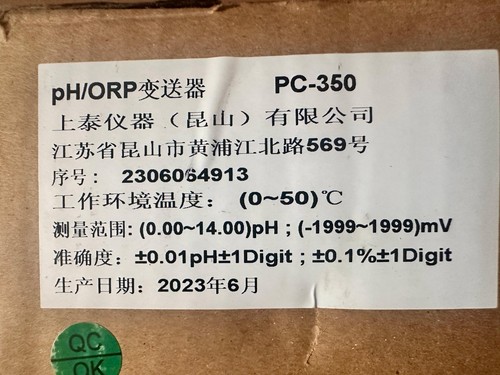 pH/ORP变送器 PC-350
上泰仪器（昆山）有限公司
江苏省昆山市黄浦江北路569号
序号: 2306064913
工作环境温度: (0~50)℃
测量范围: (0.00~14.00)pH ; (-1999~1999)mV
准确度: ±0.01pH±1Digit ; ±0.1%±1Digit
生产日期: 2023年6月
QC
OK